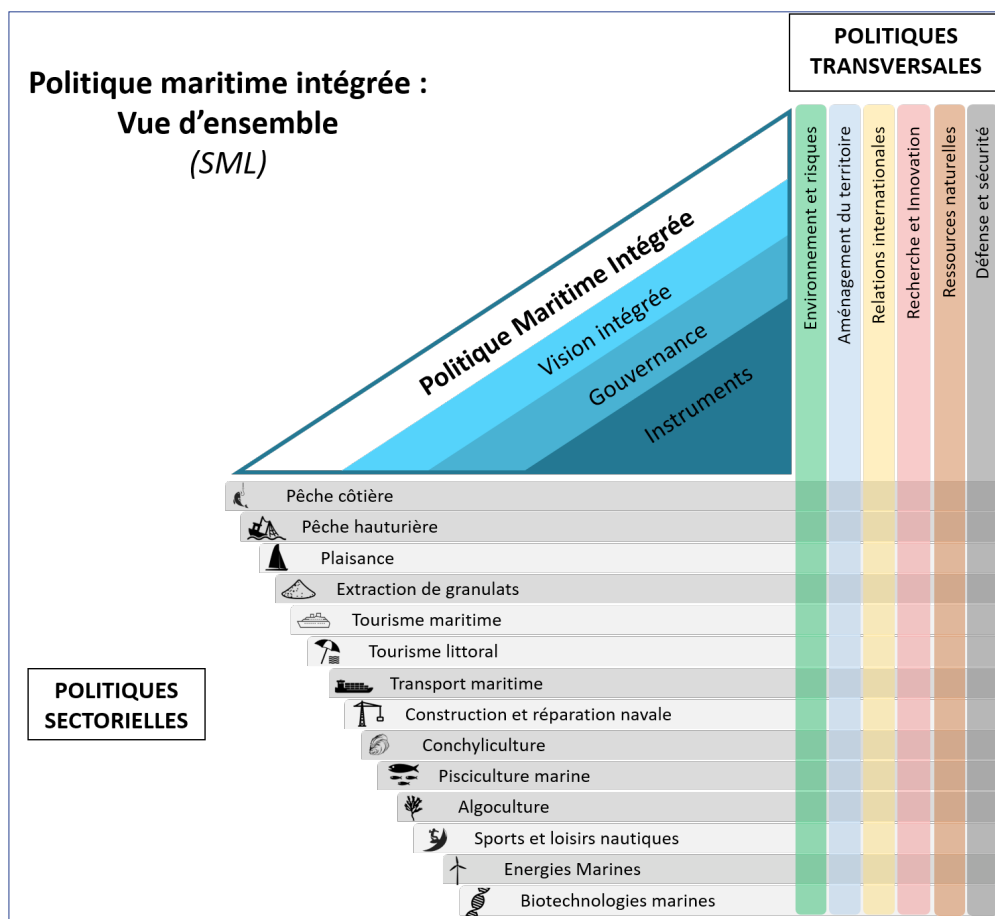 Politique maritime intégrée :
Vue d’ensemble
(SML)
POLITIQUES
TRANSVERSALES
Environnement et risques
Aménagement du territoire
Relations internationales
Recherche et Innovation
Ressources naturelles
Défense et sécurité
Politique Maritime Intégrée
Vision intégrée
Gouvernance
Instruments
Pêche côtière
Pêche hauturière
Plaisance
Extraction de granulats
Tourisme maritime
Tourisme littoral
POLITIQUES
SECTORIELLES
Transport maritime
Construction et réparation navale
Conchyliculture
Pisciculture marine
Algoculture
Sports et loisirs nautiques
Energies Marines
Biotechnologies marines